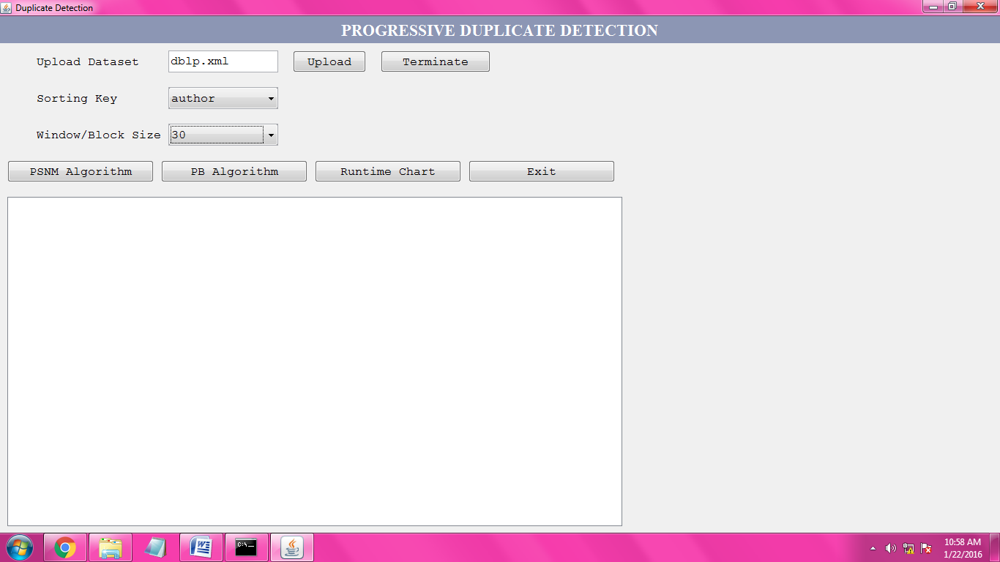 Duplicate Detection
PROGRESSIVE DUPLICATE DETECTION
Upload Dataset dblp.xml Upload Terminate
Sorting Key author
Window/Block Size 30
PSNM Algorithm PB Algorithm Runtime Chart Exit
C:\_
10:58 AM
1/22/2016